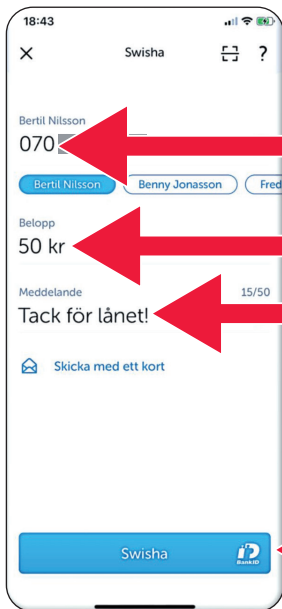 18:43
Swisha
?
Bertil Nilsson
070
Bertil Nilsson Benny Jonasson Fred
Belopp
50 kr
Meddelande 15/50
Tack för lånet!
Skicka med ett kort
Swisha
BankID